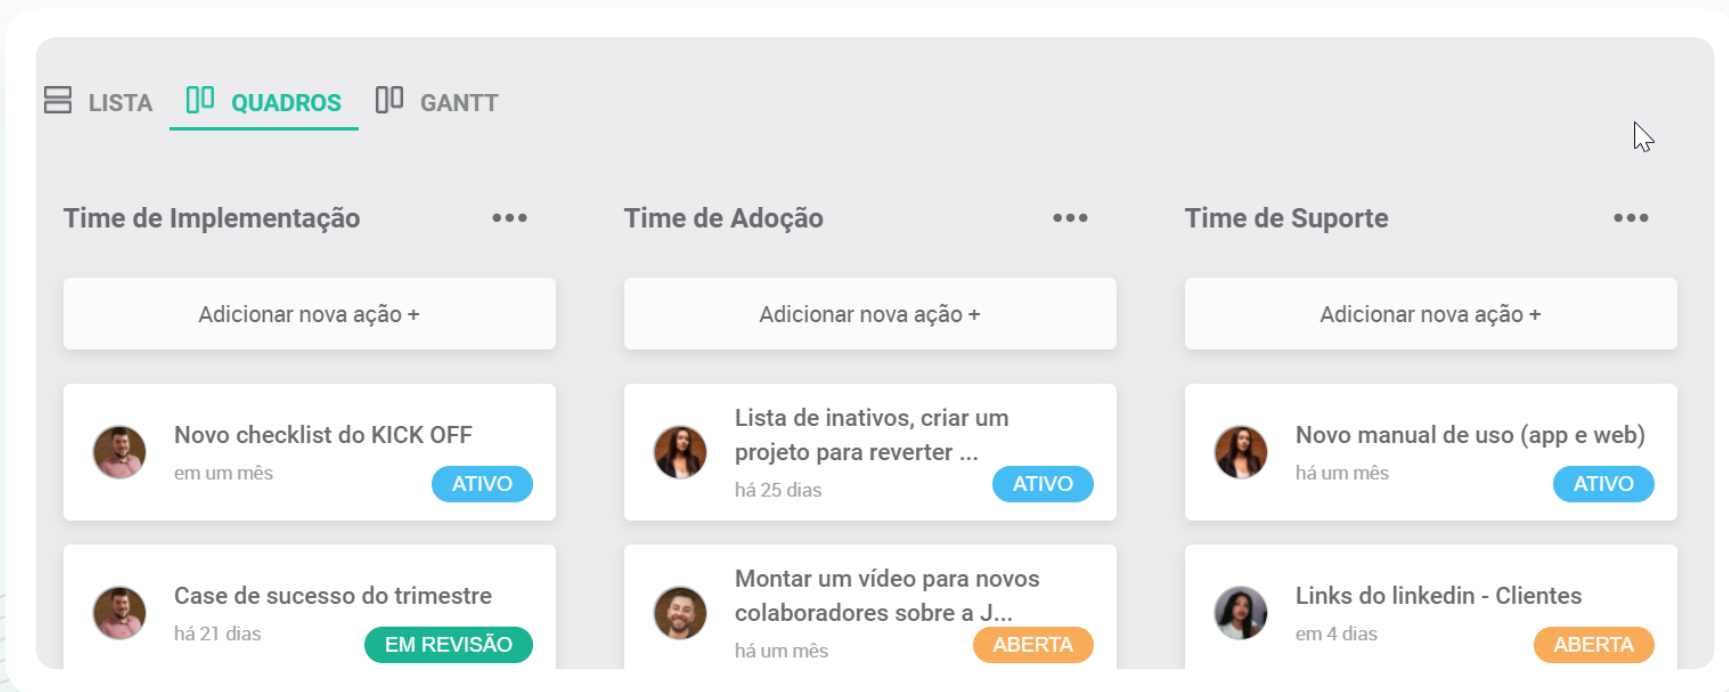 LISTA QUADROS GANTT
Time de Implementação
Adicionar nova ação +
Novo checklist do KICK OFF
em um mês
ATIVO
Case de sucesso do trimestre
há 21 dias
EM REVISÃO
Time de Adoção
Adicionar nova ação +
Lista de inativos, criar um
projeto para reverter ...
há 25 dias
ATIVO
Montar um vídeo para novos
colaboradores sobre a J...
há um mês
ABERTA
Time de Suporte
Adicionar nova ação +
Novo manual de uso (app e web)
há um mês
ATIVO
Links do linkedin - Clientes
em 4 dias
ABERTA